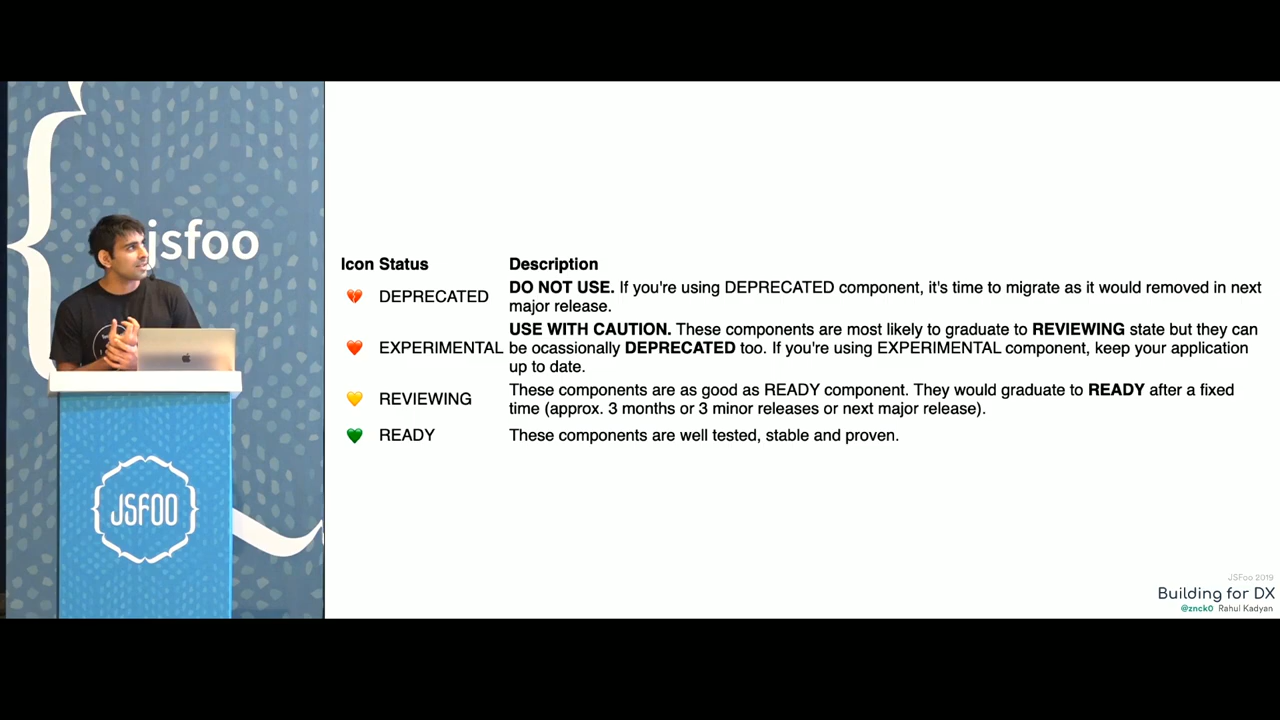 jsfoo
JSFOO
Icon Status Description
DEPRECATED
DO NOT USE. If you're using DEPRECATED component, it's time to migrate as it would removed in next
major release.
EXPERIMENTAL
USE WITH CAUTION. These components are most likely to graduate to REVIEWING state but they can
be ocassionally DEPRECATED too. If you're using EXPERIMENTAL component, keep your application
up to date.
REVIEWING
These components are as good as READY component. They would graduate to READY after a fixed
time (approx. 3 months or 3 minor releases or next major release).
READY
These components are well tested, stable and proven.
JSFoo 2019
Building for DX
@znck0 Rahul Kadyan